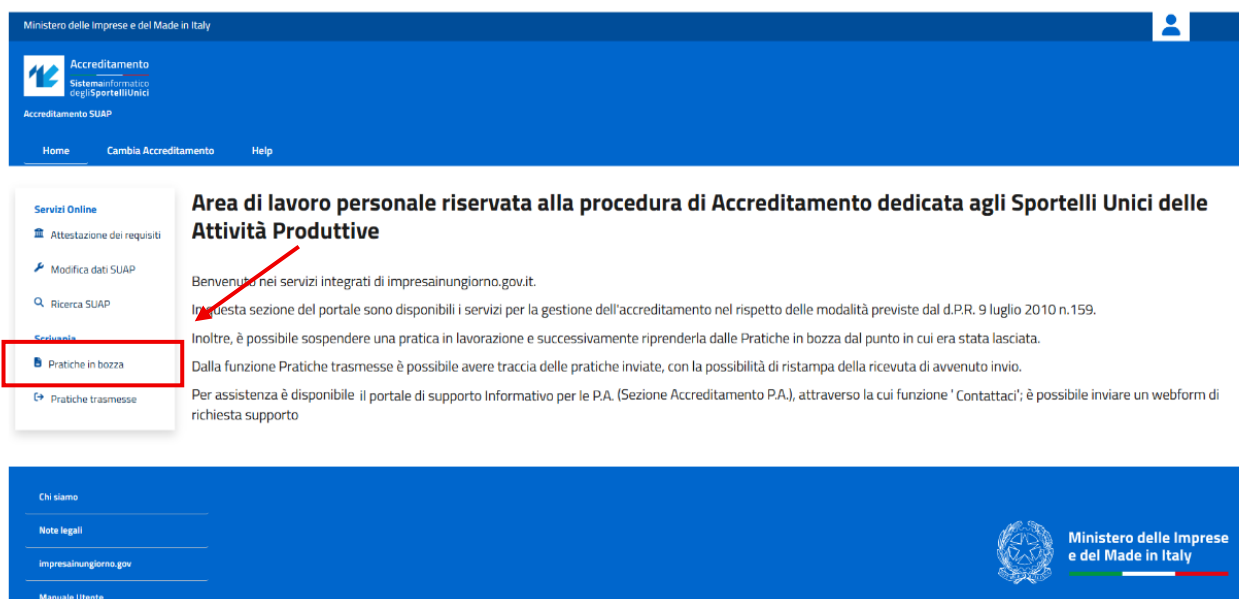 Ministero delle Imprese e del Made in Italy
Accreditamento
Sistemainformatico
degliSportelliUnici
Accreditamento SUAP
Home Cambia Accreditamento Help
Servizi Online
Attestazione dei requisiti
Modifica dati SUAP
Ricerca SUAP
Scrivania
Pratiche in bozza
Pratiche trasmesse
Area di lavoro personale riservata alla procedura di Accreditamento dedicata agli Sportelli Unici delle
Attività Produttive
Benvenuto nei servizi integrati di impresainungiorno.gov.it.
In questa sezione del portale sono disponibili i servizi per la gestione dell'accreditamento nel rispetto delle modalità previste dal d.P.R. 9 luglio 2010 n.159.
Inoltre, è possibile sospendere una pratica in lavorazione e successivamente riprenderla dalle Pratiche in bozza dal punto in cui era stata lasciata.
Dalla funzione Pratiche trasmesse è possibile avere traccia delle pratiche inviate, con la possibilità di ristampa della ricevuta di avvenuto invio.
Per assistenza è disponibile il portale di supporto Informativo per le P.A. (Sezione Accreditamento P.A.), attraverso la cui funzione ' Contattaci'; è possibile inviare un webform di
richiesta supporto
Chi siamo
Note legali
impresainungiorno.gov
Manuale Utente
Ministero delle Imprese
e del Made in Italy